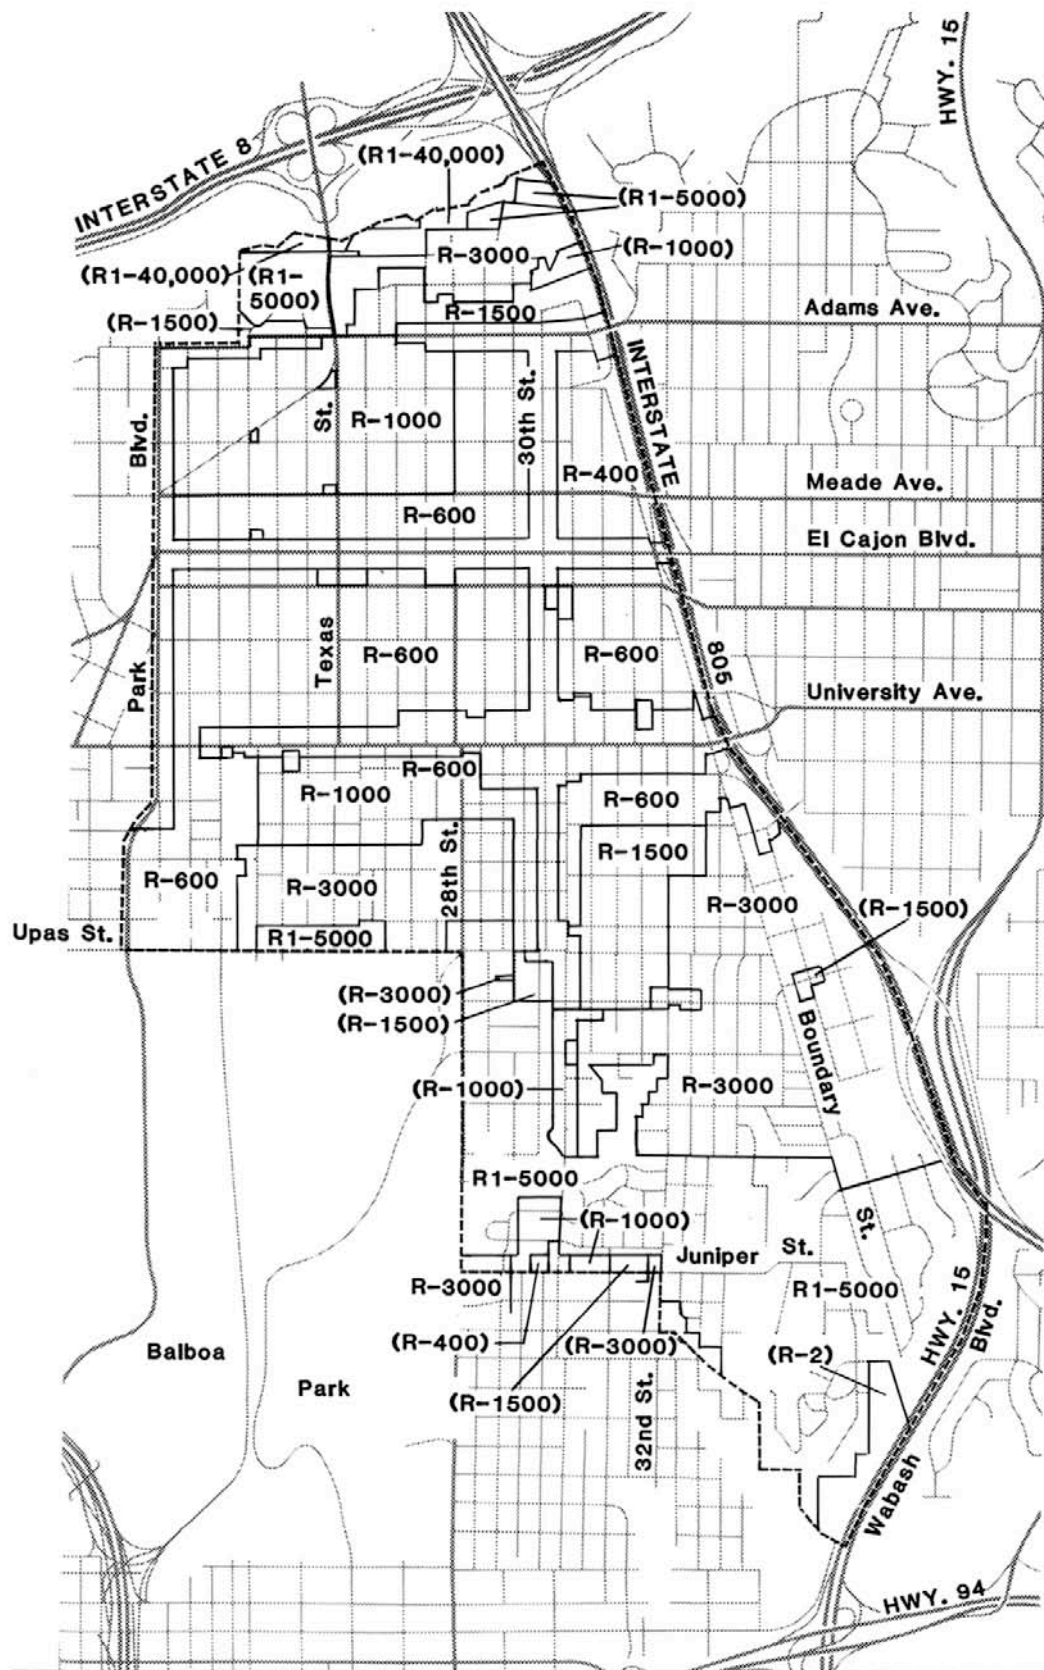 HWY. 15
INTERSTATE 8
(R1-40,000)
(R1-5000)
(R-1000)
R-3000
(R1-40,000)
(R1-
5000)
(R-1500)
R-1500
Adams Ave.
INTERSTATE
Blvd.
St.
R-1000
30th St.
R-400
Meade Ave.
R-600
El Cajon Blvd.
Park
Texas
R-600
R-600
805
University Ave.
R-600
R-1000
R-600
28th St.
R-1500
R-600
R-3000
R-3000
(R-1500)
Upas St.
R1-5000
(R-3000)
(R-1500)
Boundary
(R-1000)
R-3000
R1-5000
(R-1000)
St.
Juniper St.
R-3000
R1-5000
HWY. 15
Blvd.
Balboa
(R-400)
(R-3000)
(R-2)
Park
(R-1500)
32nd St.
Wabash
HWY. 94